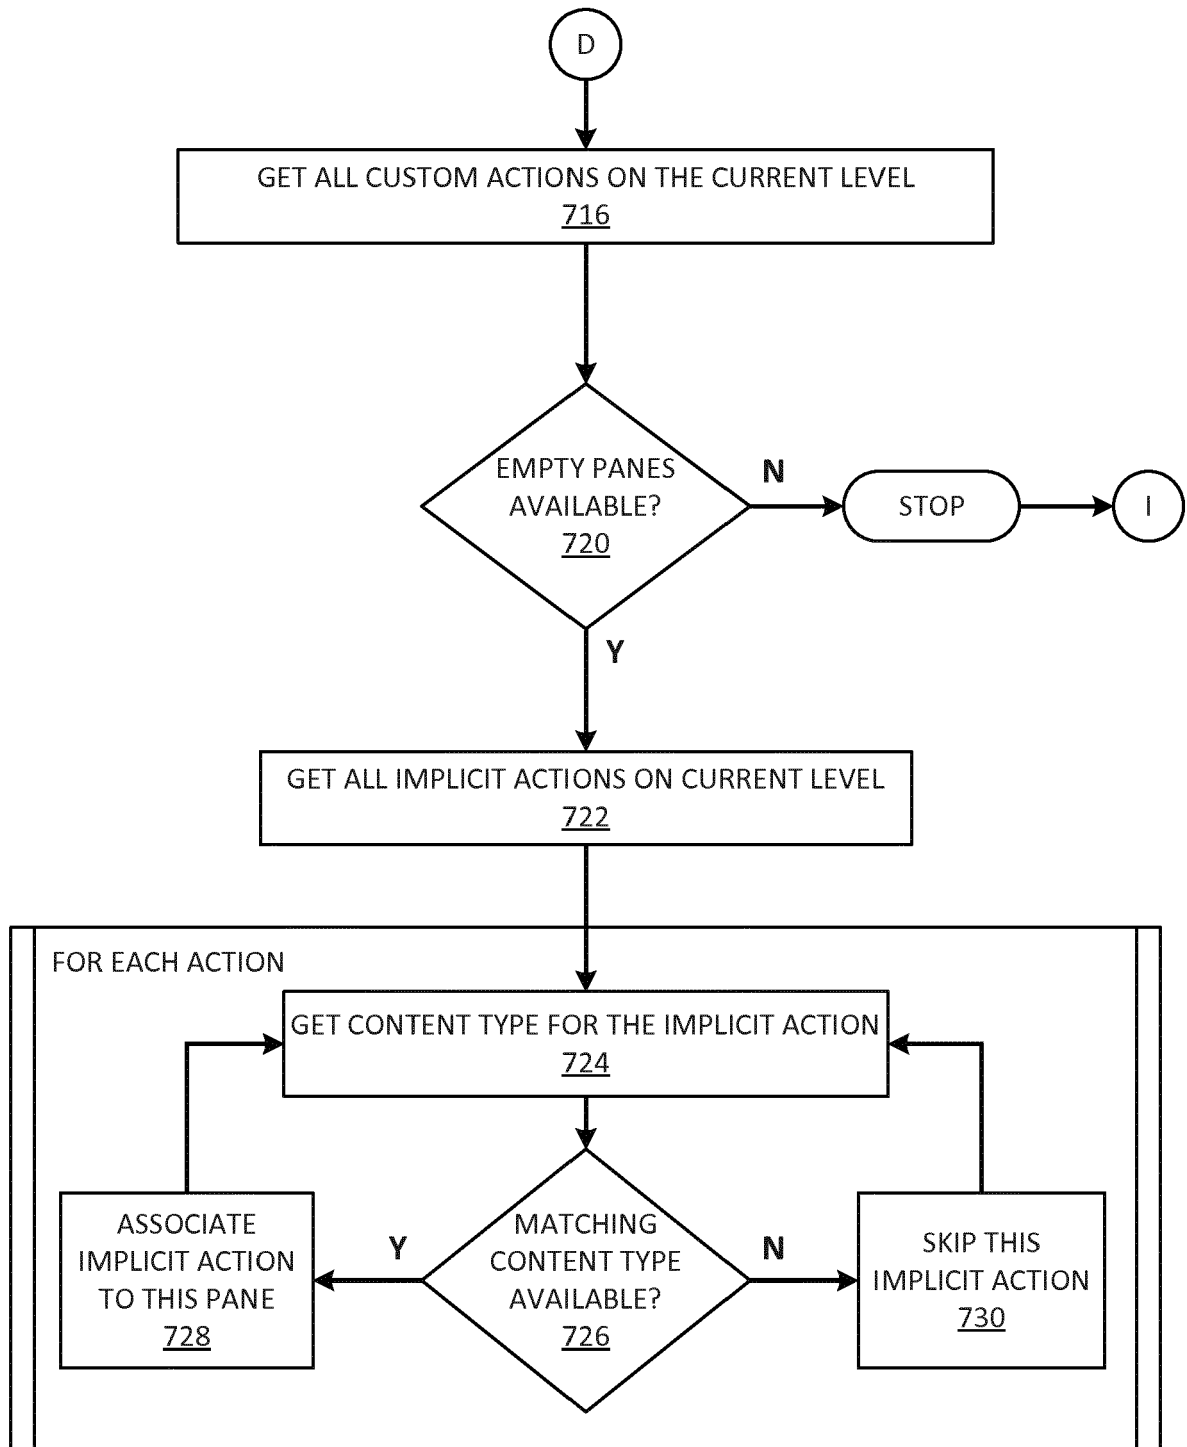 D
GET ALL CUSTOM ACTIONS ON THE CURRENT LEVEL
716
EMPTY PANES
AVAILABLE?
720
N
STOP
I
Y
GET ALL IMPLICIT ACTIONS ON CURRENT LEVEL
722
FOR EACH ACTION
GET CONTENT TYPE FOR THE IMPLICIT ACTION
724
ASSOCIATE
IMPLICIT ACTION
TO THIS PANE
728
Y
MATCHING
CONTENT TYPE
AVAILABLE?
726
N
SKIP THIS
IMPLICIT ACTION
730